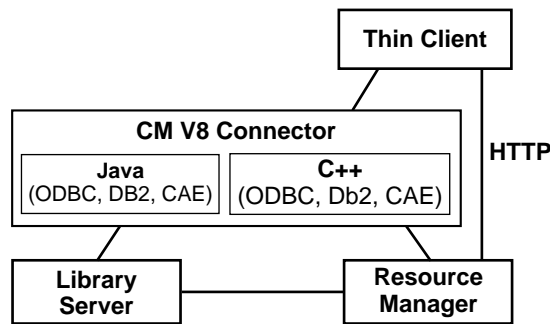 Thin Client
CM V8 Connector
Java
(ODBC, DB2, CAE)
C++
(ODBC, Db2, CAE)
HTTP
Library
Server
Resource
Manager